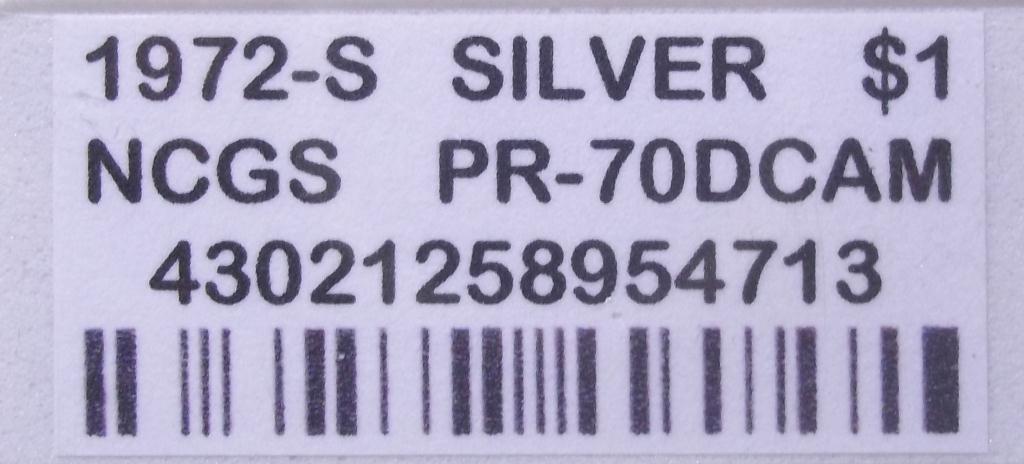 1972-S SILVER $1
NCGS PR-70DCAM
43021258954713